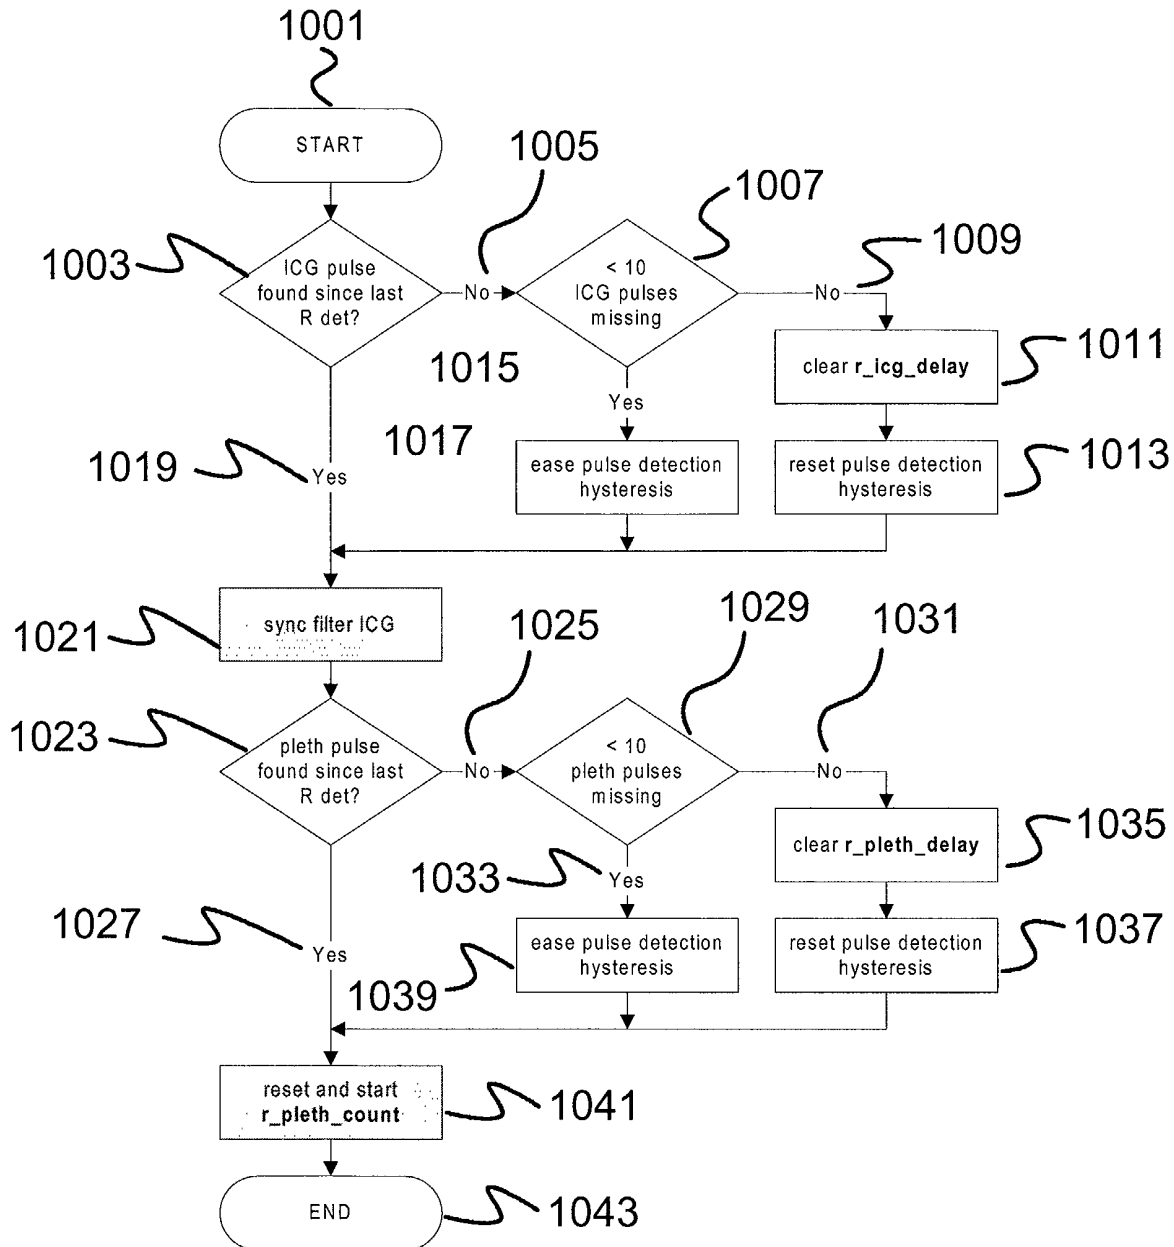 1001
START
1005
1007
1003
ICG pulse
found since last
R det?
No
< 10
ICG pulses
missing
1009
No
1015
clear r_icg_delay
1011
Yes
1017
1019
Yes
ease pulse detection
hysteresis
reset pulse detection
hysteresis
1013
1021
sync filter ICG
1025
1029
1031
1023
pleth pulse
found since last
R det?
No
< 10
pleth pulses
missing
No
clear r_pleth_delay
1035
1033
Yes
1027
Yes
ease pulse detection
hysteresis
reset pulse detection
hysteresis
1037
1039
reset and start
r_pleth_count
1041
END
1043